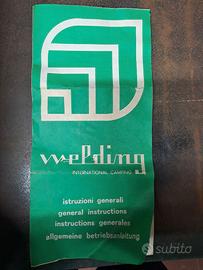 welding
INTERNATIONAL CAMPING
istruzioni generali
general instructions
instructions generales
allgemeine betriebsanleitung
subito